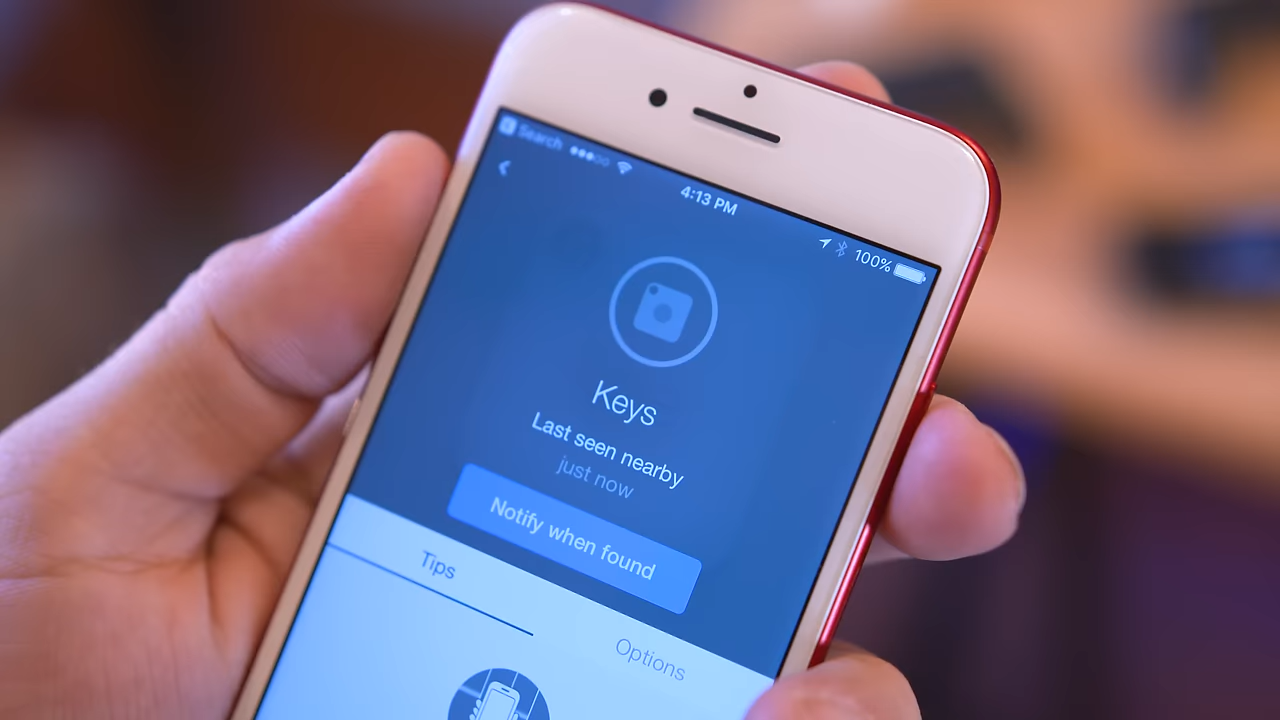 Search
4:13 PM
100%
Keys
Last seen nearby
just now
Notify when found
Tips
Options